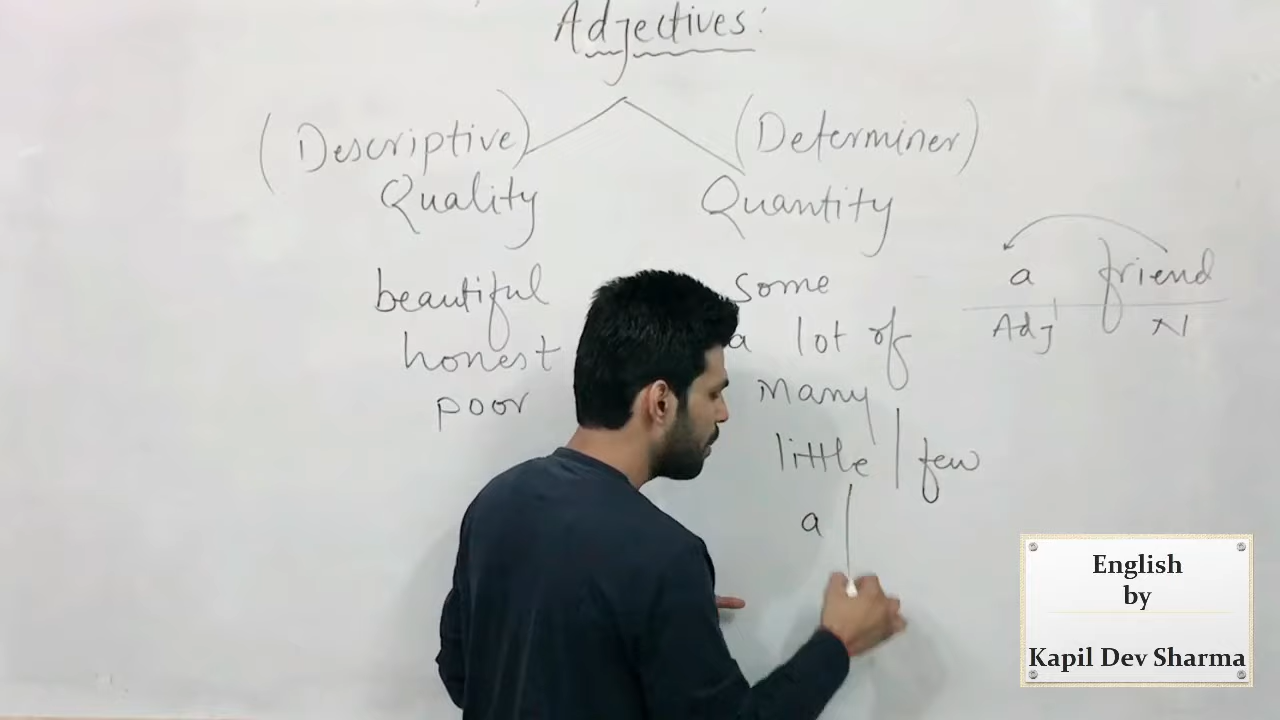 Adjectives:
(Descriptive) (Determiner)
Quality Quantity
beautiful some a friend
honest a lot of Adj N
poor many
little | few
a |
English
by
Kapil Dev Sharma